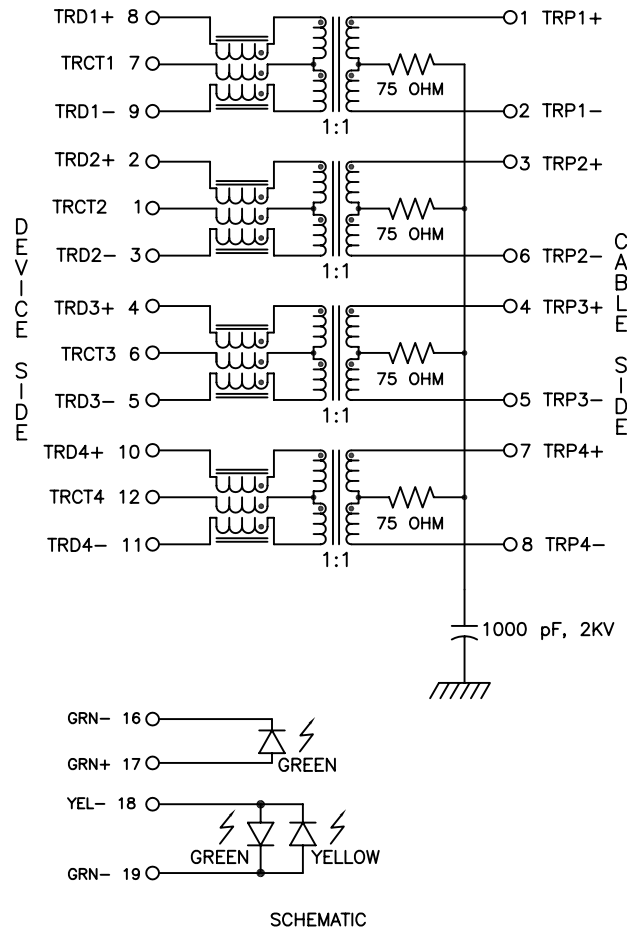 TRD1+ 8 1 TRP1+
TRCT1 7
75 OHM
TRD1- 9 2 TRP1-
1:1
TRD2+ 2 3 TRP2+
TRCT2 1
75 OHM
TRD2- 3 6 TRP2-
1:1
DEVICE SIDE
CABLE SIDE
TRD3+ 4 4 TRP3+
TRCT3 6
75 OHM
TRD3- 5 5 TRP3-
1:1
TRD4+ 10 7 TRP4+
TRCT4 12
75 OHM
TRD4- 11 8 TRP4-
1:1
1000 pF, 2KV
GRN- 16
GRN+ 17
GREEN
YEL- 18
GREEN YELLOW
GRN- 19
SCHEMATIC